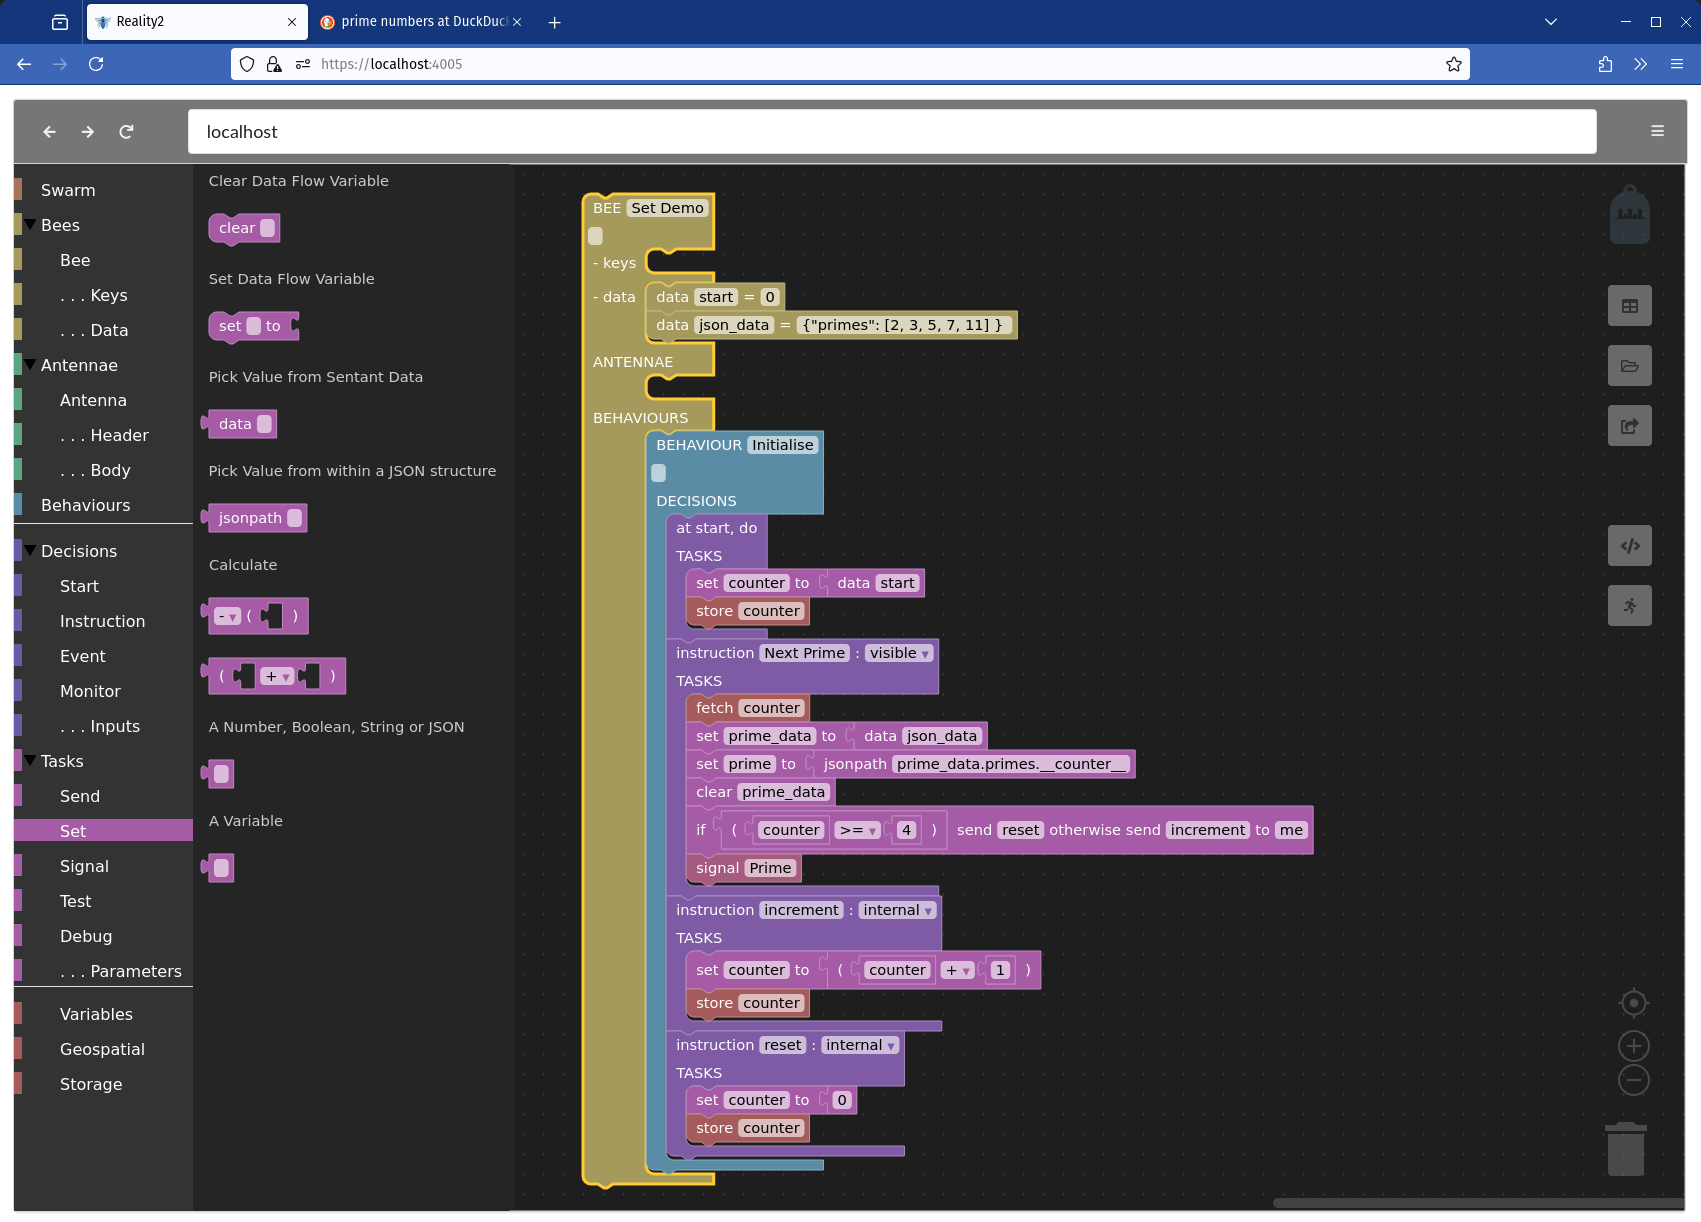 Reality2
prime numbers at DuckDuc
https://localhost:4005
localhost
Swarm
Bees
Bee
. . . Keys
. . . Data
Antennae
Antenna
. . . Header
. . . Body
Behaviours
Decisions
Start
Instruction
Event
Monitor
. . . Inputs
Tasks
Send
Set
Signal
Test
Debug
. . . Parameters
Variables
Geospatial
Storage
Clear Data Flow Variable
clear
Set Data Flow Variable
set to
Pick Value from Sentant Data
data
Pick Value from within a JSON structure
jsonpath
Calculate
- ( )
( + )
A Number, Boolean, String or JSON
A Variable
BEE Set Demo
- keys
- data data start = 0
data json_data = {"primes": [2, 3, 5, 7, 11] }
ANTENNAE
BEHAVIOURS
BEHAVIOUR Initialise
DECISIONS
at start, do
TASKS
set counter to data start
store counter
instruction Next Prime : visible
TASKS
fetch counter
set prime_data to data json_data
set prime to jsonpath prime_data.primes.__counter__
clear prime_data
if ( counter >= 4 ) send reset otherwise send increment to me
signal Prime
instruction increment : internal
TASKS
set counter to ( counter + 1 )
store counter
instruction reset : internal
TASKS
set counter to 0
store counter